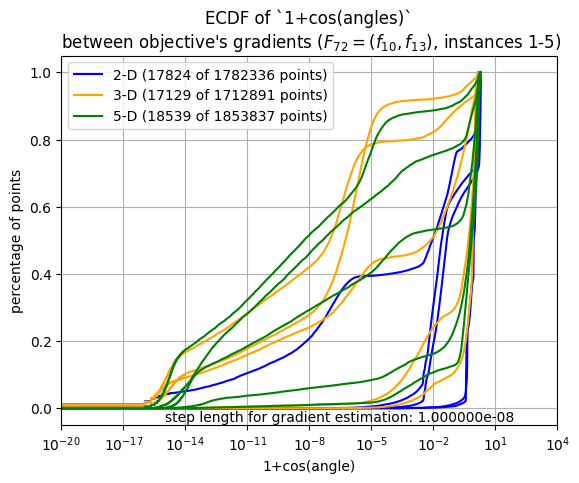 ECDF of `1+cos(angles)`
between objective's gradients (F72 = (f10, f13), instances 1-5)
1.0
0.8
0.6
0.4
0.2
0.0
percentage of points
2-D (17824 of 1782336 points)
3-D (17129 of 1712891 points)
5-D (18539 of 1853837 points)
step length for gradient estimation: 1.000000e-08
10^-20 10^-17 10^-14 10^-11 10^-8 10^-5 10^-2 10^1 10^4
1+cos(angle)